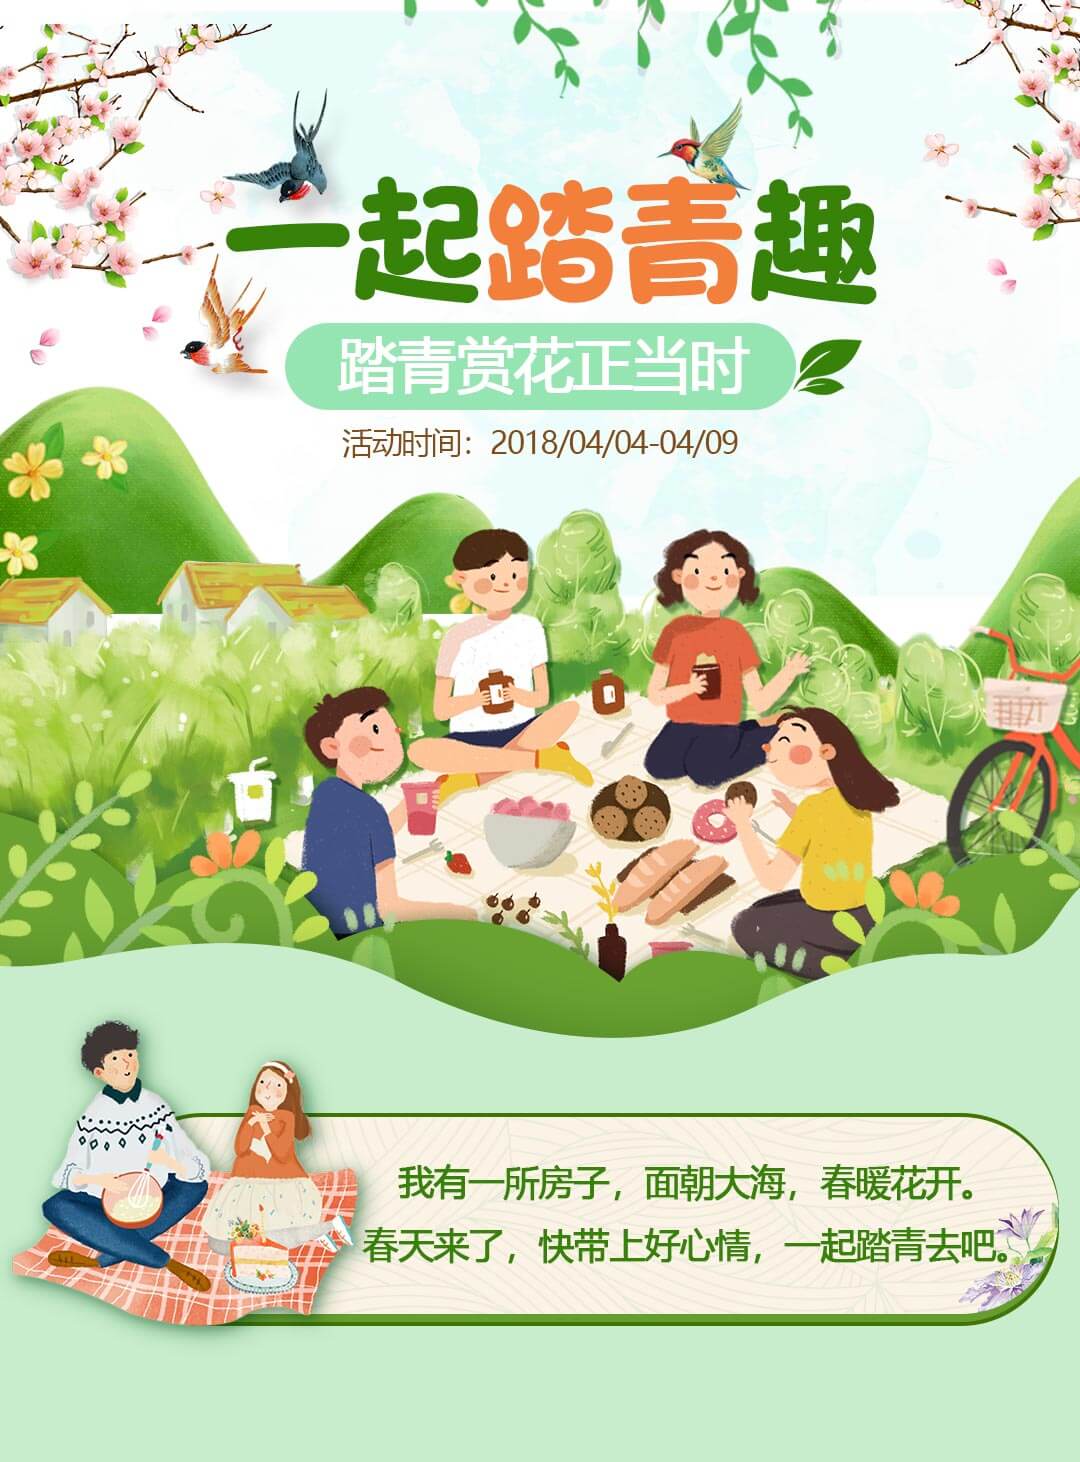 一起踏青趣
踏青赏花正当时
活动时间：2018/04/04-04/09
我有一所房子，面朝大海，春暖花开。
春天来了，快带上好心情，一起踏青去吧。